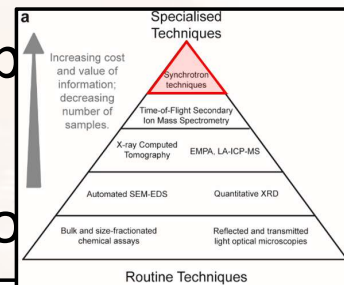 a
Specialised
Techniques
Increasing cost
and value of
information;
decreasing
number of
samples.
Synchrotron
techniques
Time-of-Flight Secondary
Ion Mass Spectrometry
X-ray Computed
Tomography
EMPA, LA-ICP-MS
Automated SEM-EDS
Quantitative XRD
Bulk and size-fractionated
chemical assays
Reflected and transmitted
light optical microscopies
Routine Techniques